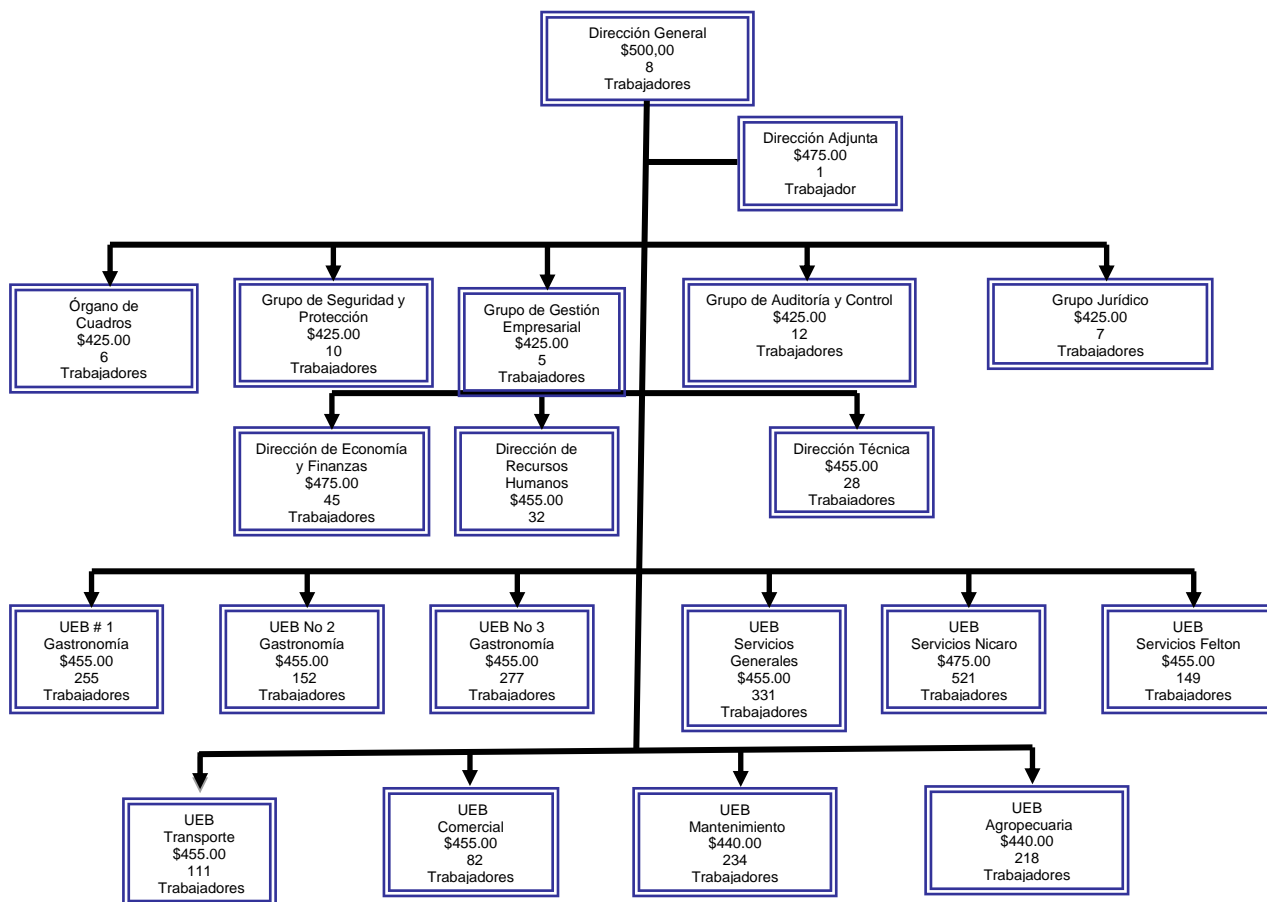 Dirección General
$500,00
8
Trabajadores
Dirección Adjunta
$475.00
1
Trabajador
Órgano de
Cuadros
$425.00
6
Trabajadores
Grupo de Seguridad y
Protección
$425.00
10
Trabajadores
Grupo de Gestión
Empresarial
$425.00
5
Trabajadores
Grupo de Auditoría y Control
$425.00
12
Trabajadores
Grupo Jurídico
$425.00
7
Trabajadores
Dirección de Economía
y Finanzas
$475.00
45
Trabajadores
Dirección de
Recursos
Humanos
$455.00
32
Dirección Técnica
$455.00
28
Trabajadores
UEB # 1
Gastronomía
$455.00
255
Trabajadores
UEB No 2
Gastronomía
$455.00
152
Trabajadores
UEB No 3
Gastronomía
$455.00
277
Trabajadores
UEB
Servicios
Generales
$455.00
331
Trabajadores
UEB
Servicios Nicaro
$475.00
521
Trabajadores
UEB
Servicios Felton
$455.00
149
Trabajadores
UEB
Transporte
$455.00
111
Trabajadores
UEB
Comercial
$455.00
82
Trabajadores
UEB
Mantenimiento
$440.00
234
Trabajadores
UEB
Agropecuaria
$440.00
218
Trabajadores